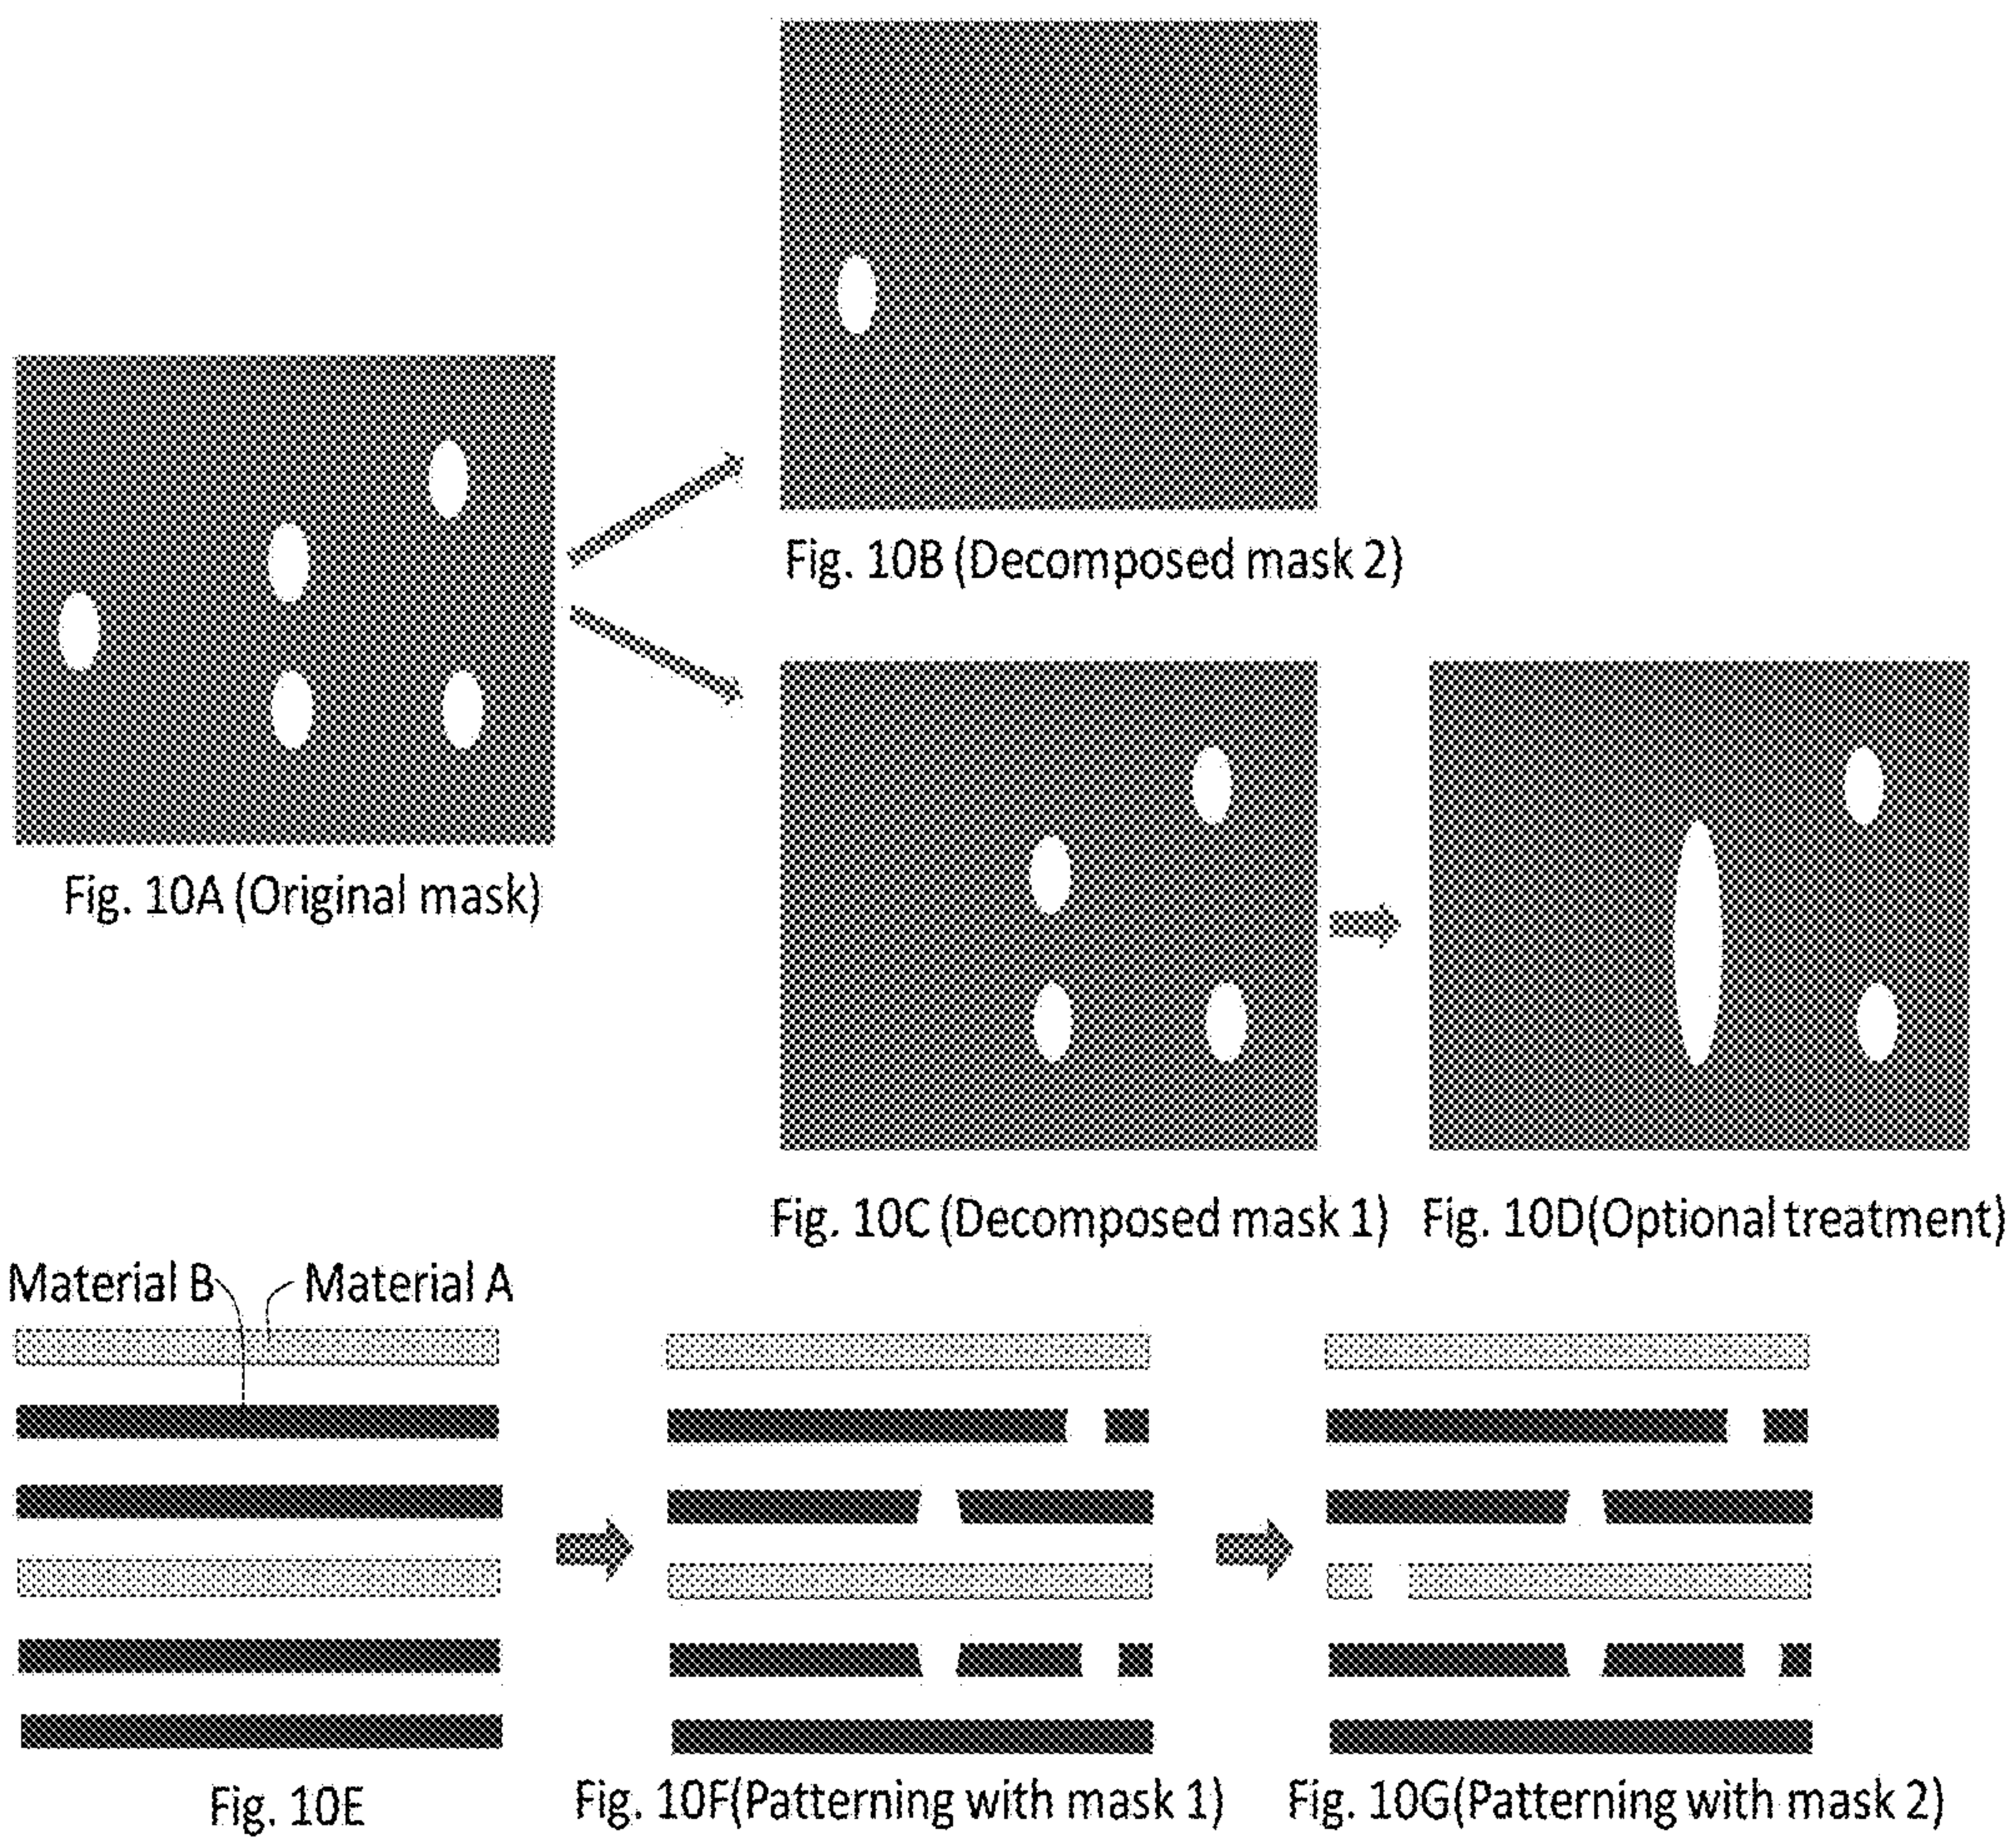 Fig. 10B (Decomposed mask 2)
Fig. 10A (Original mask)
Fig. 10C (Decomposed mask 1)
Fig. 10D(Optional treatment)
Material B
Material A
Fig. 10E
Fig. 10F(Patterning with mask 1)
Fig. 10G(Patterning with mask 2)